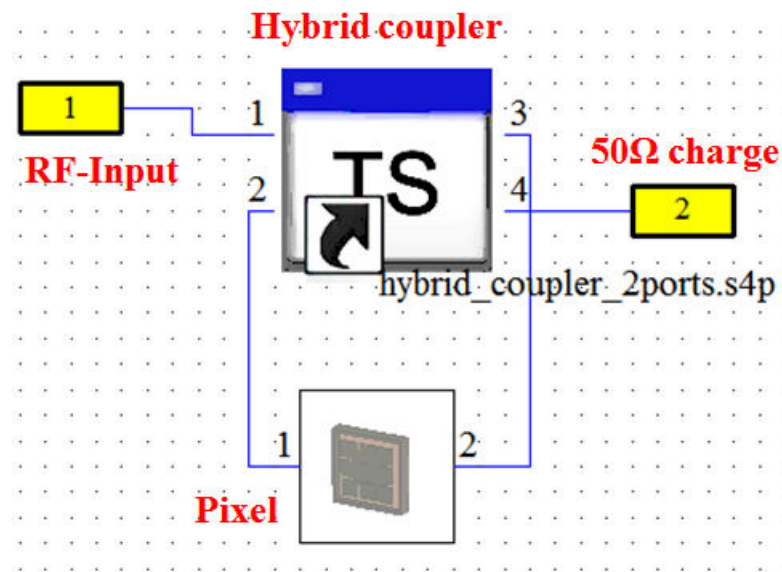 Hybrid coupler
1
1
3
RF-Input
TS
50Ω charge
2
4
2
hybrid_coupler_2ports.s4p
1
2
Pixel